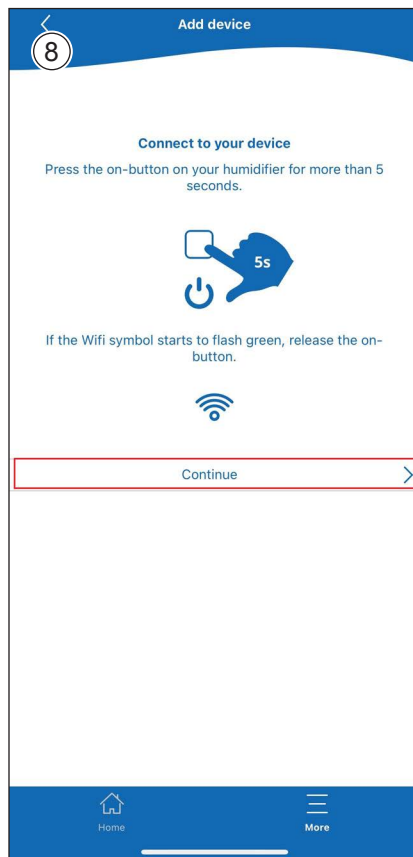 Add device
8
Connect to your device
Press the on-button on your humidifier for more than 5
seconds.
5s
If the Wifi symbol starts to flash green, release the on-
button.
Continue
Home
More